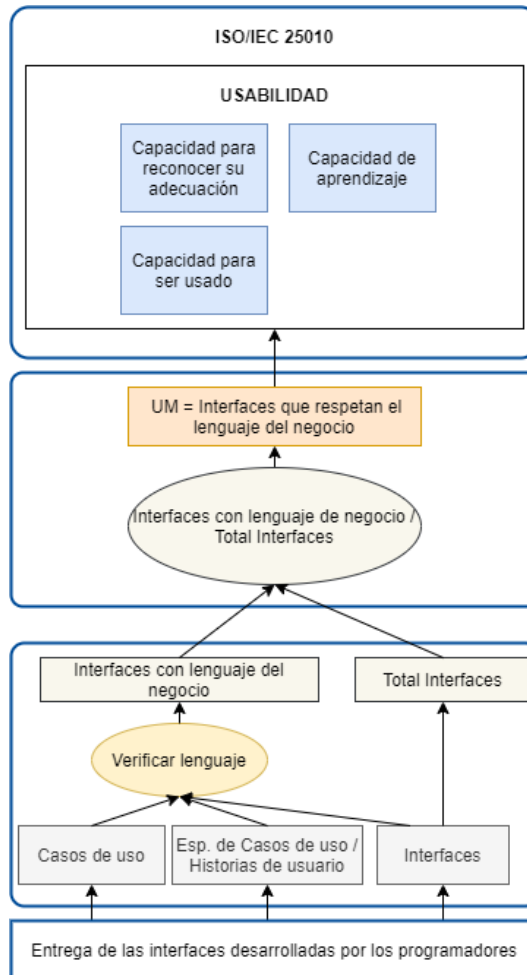 ISO/IEC 25010
USABILIDAD
Capacidad para
reconocer su
adecuación
Capacidad de
aprendizaje
Capacidad para
ser usado
UM = Interfaces que respetan el
lenguaje del negocio
Interfaces con lenguaje de negocio /
Total Interfaces
Interfaces con lenguaje del
negocio
Total Interfaces
Verificar lenguaje
Casos de uso
Esp. de Casos de uso /
Historias de usuario
Interfaces
Entrega de las interfaces desarrolladas por los programadores